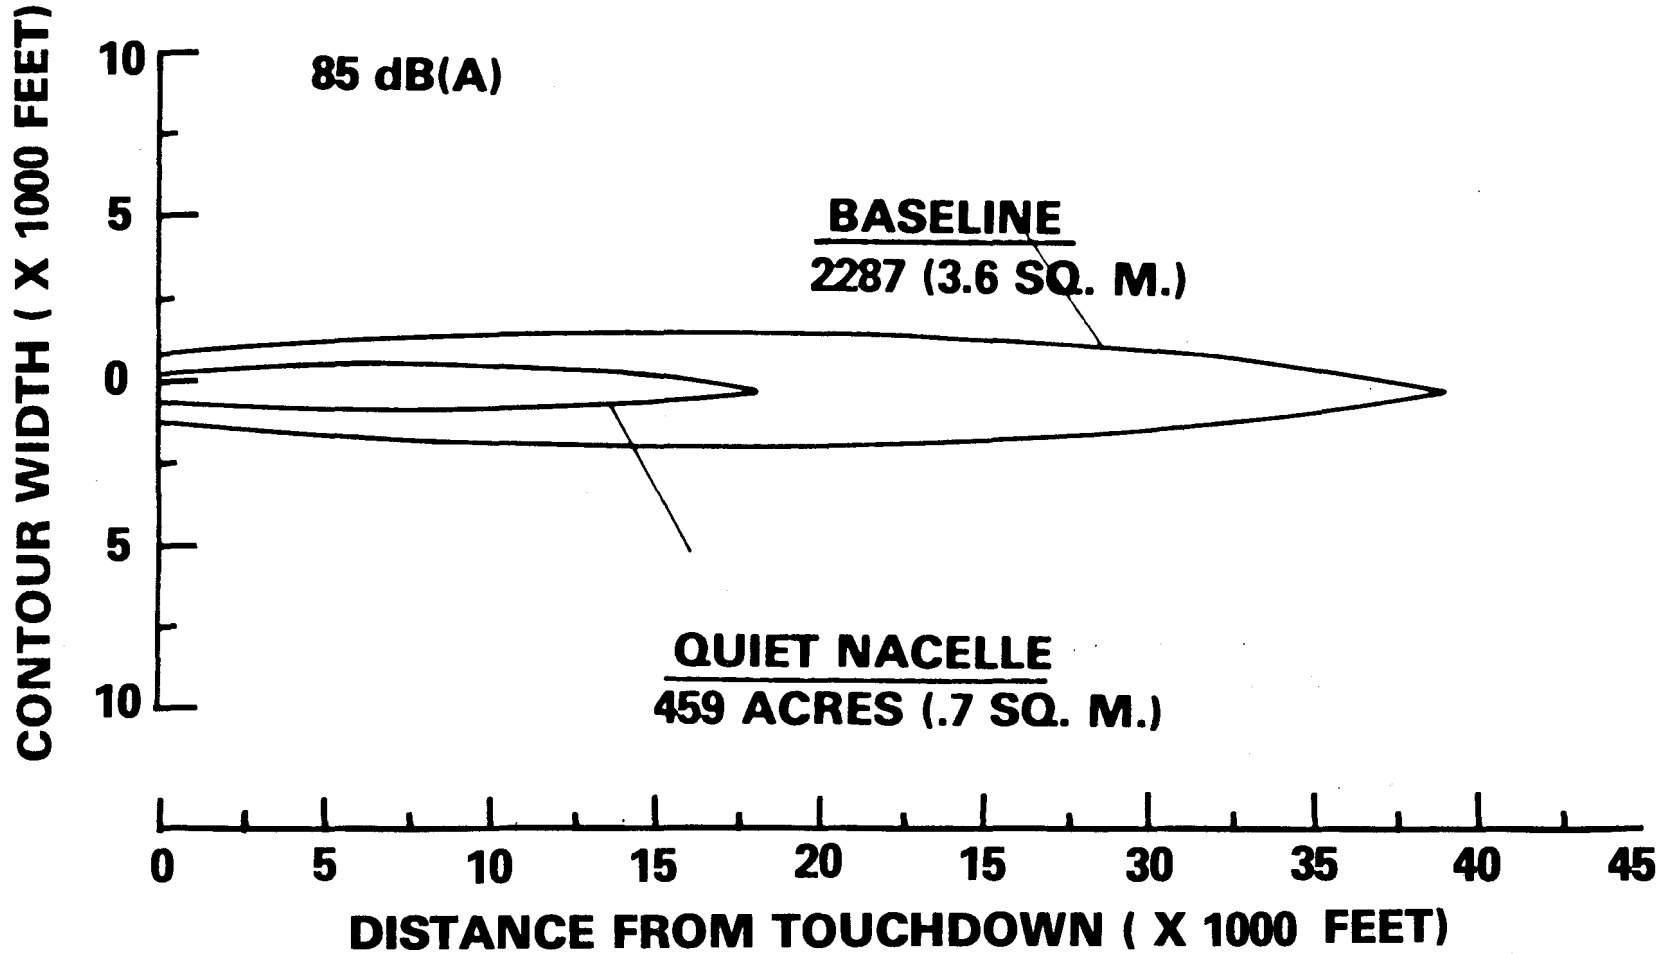 CONTOUR WIDTH ( X 1000 FEET)
10
5
0
5
10
85 dB(A)
BASELINE
2287 (3.6 SQ. M.)
QUIET NACELLE
459 ACRES (.7 SQ. M.)
0 5 10 15 20 15 30 35 40 45
DISTANCE FROM TOUCHDOWN ( X 1000 FEET)